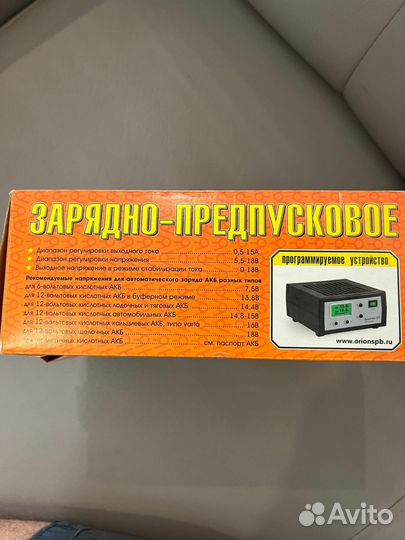 ЗАРЯДНО-ПРЕДПУСКОВОЕ
Диапазон регулировки выходного тока 0,5-15А
Диапазон регулировки напряжения 5,5-18В
Выходное напряжение в режиме стабилизации тока 0-18В
Рекомендуемые напряжения для автоматического заряда АКБ разных типов
для 6-вольтовых кислотных АКБ 7,5В
для 12-вольтовых кислотных АКБ в буферном режиме 13,8В
для 12-вольтовых кислотных лодочных и тяговых АКБ 14,4В
для 12-вольтовых кислотных автомобильных АКБ 14,8-15В
для 12-вольтовых кислотных кальциевых АКБ, типа varta 16В
для 12-вольтовых щелочных АКБ 18В
кислотных АКБ см. паспорт АКБ
программируемое устройство
www.orionspb.ru
Avito